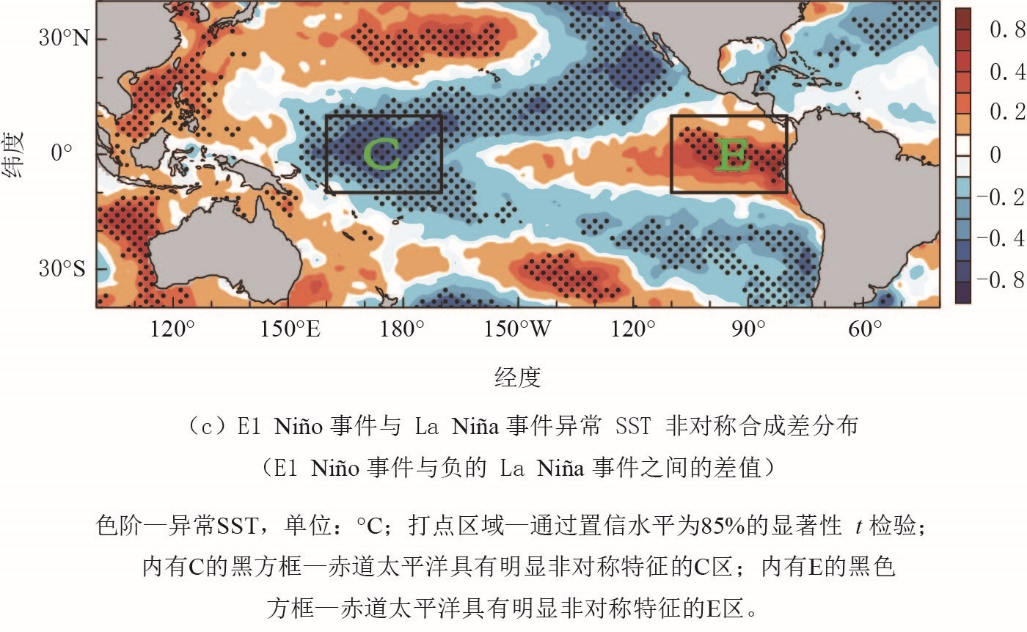 30°N
0°
30°S
纬度
C
E
0.8
0.4
0.2
0
−0.2
−0.4
−0.8
120° 150°E 180° 150°W 120° 90° 60°
经度
（c）El Niño 事件与 La Niña 事件异常 SST 非对称合成差分布
（El Niño 事件与负的 La Niña 事件之间的差值）
色阶—异常SST，单位：°C；打点区域—通过置信水平为85%的显著性 t 检验；
内有C的黑方框—赤道太平洋具有明显非对称特征的C区；内有E的黑色
方框—赤道太平洋具有明显非对称特征的E区。